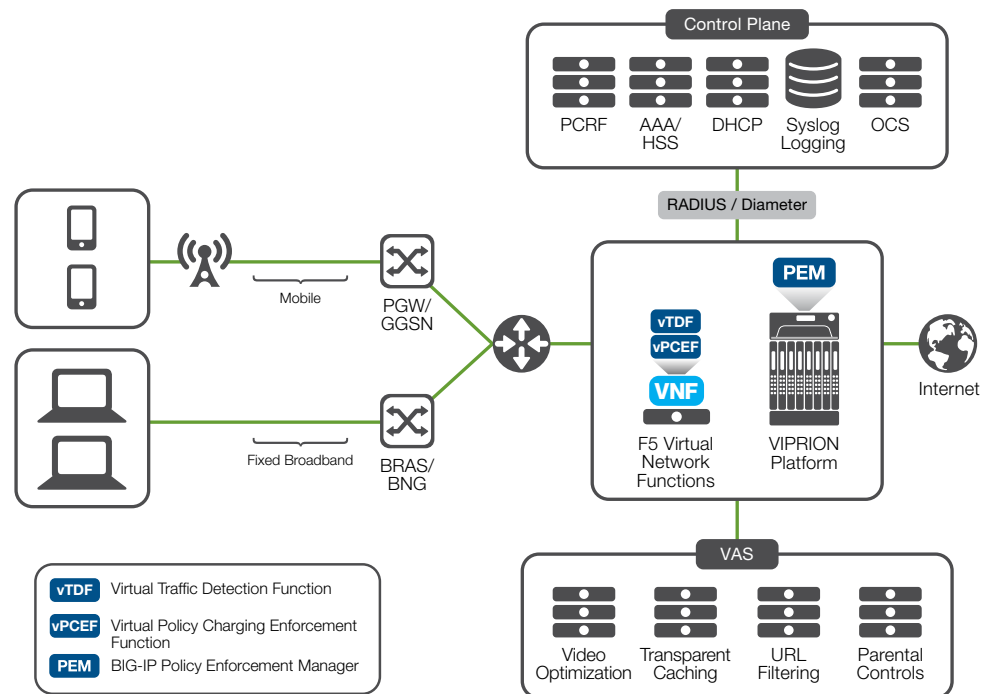 Control Plane
PCRF
AAA/
HSS
DHCP
Syslog
Logging
OCS
RADIUS / Diameter
Mobile
PGW/
GGSN
Fixed Broadband
BRAS/
BNG
vTDF
vPCEF
VNF
F5 Virtual
Network
Functions
PEM
VIPRION
Platform
Internet
VAS
Video
Optimization
Transparent
Caching
URL
Filtering
Parental
Controls
vTDF Virtual Traffic Detection Function
vPCEF Virtual Policy Charging Enforcement
Function
PEM BIG-IP Policy Enforcement Manager